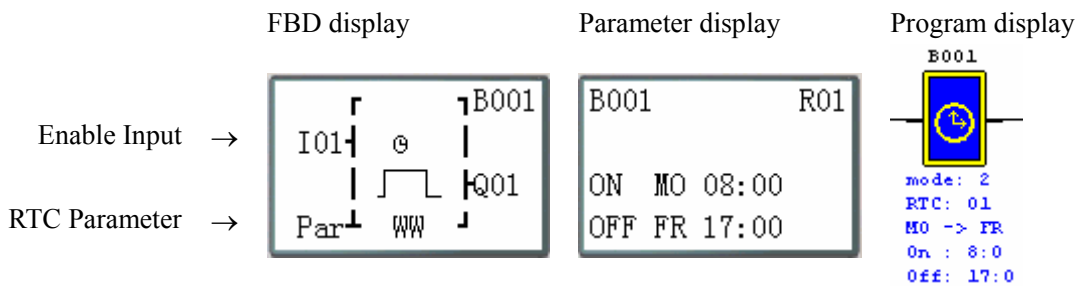 FBD display
Parameter display
Program display
B001
B001
Enable Input →
I01
Q01
RTC Parameter →
Par
WW
B001 R01
ON MO 08:00
OFF FR 17:00
mode: 2
RTC: 01
MO -> FR
On : 8:0
Off: 17:0